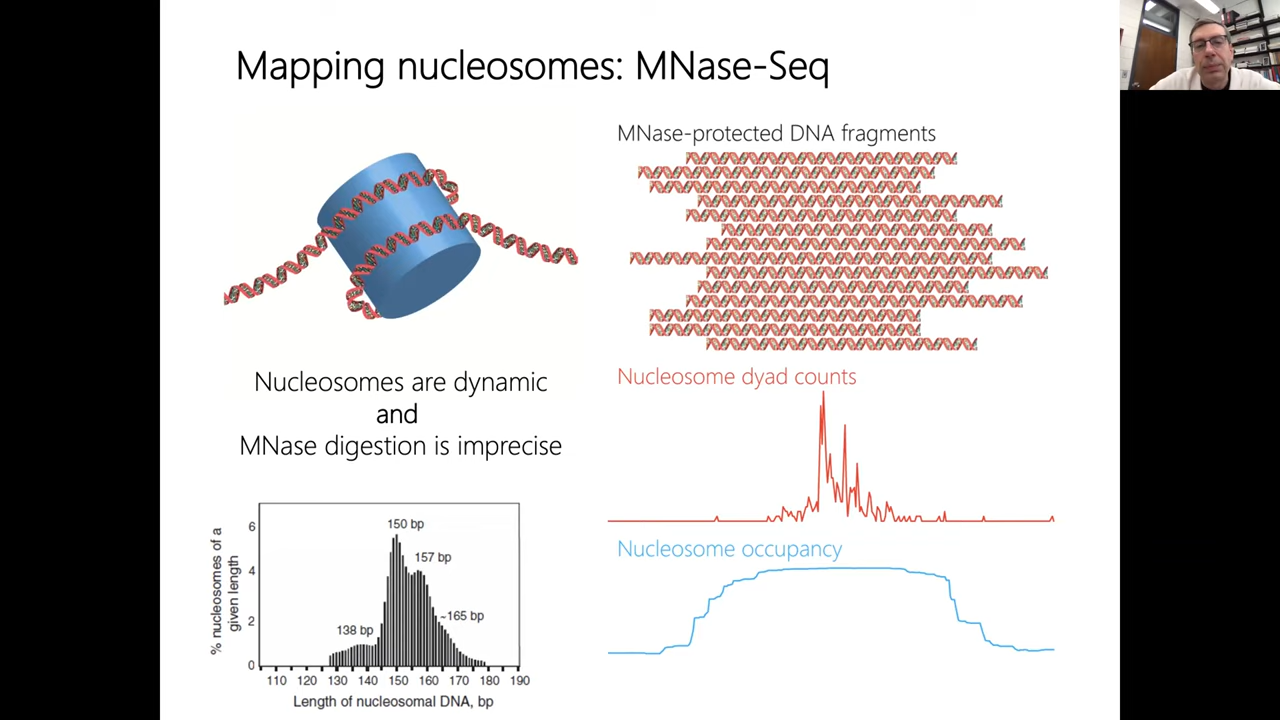 Mapping nucleosomes: MNase-Seq
MNase-protected DNA fragments
Nucleosomes are dynamic
and
MNase digestion is imprecise
Nucleosome dyad counts
Nucleosome occupancy
% nucleosomes of a
given length
6
4
2
0
150 bp
157 bp
~165 bp
138 bp
110 120 130 140 150 160 170 180 190
Length of nucleosomal DNA, bp